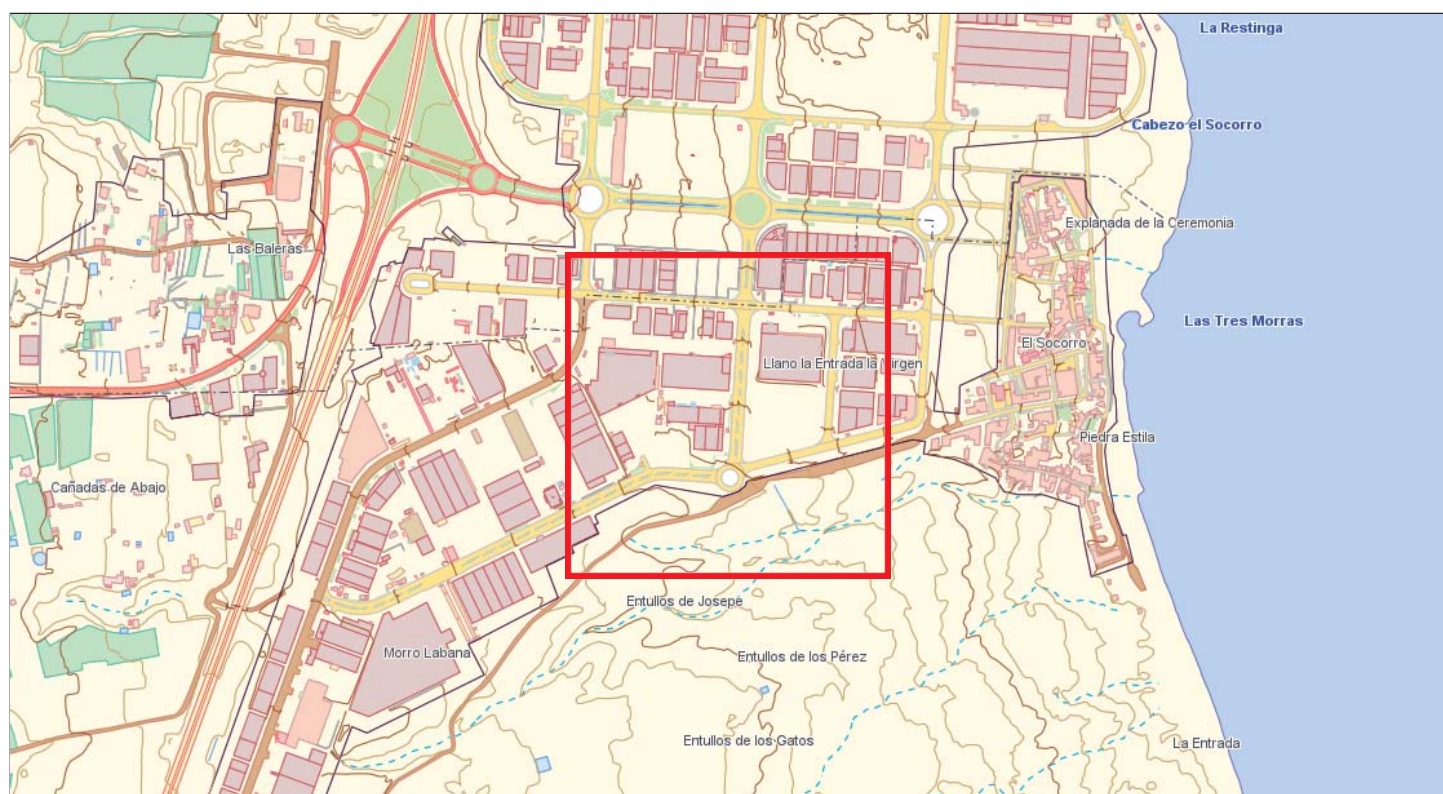 La Restinga
Cabezo el Socorro
Explanada de la Ceremonia
Las Baleras
Las Tres Morras
El Socorro
Llano la Entrada la Virgen
Piedra Estila
Cañadas de Abajo
Entullos de Josepe
Morro Labana
Entullos de los Pérez
Entullos de los Gatos
La Entrada